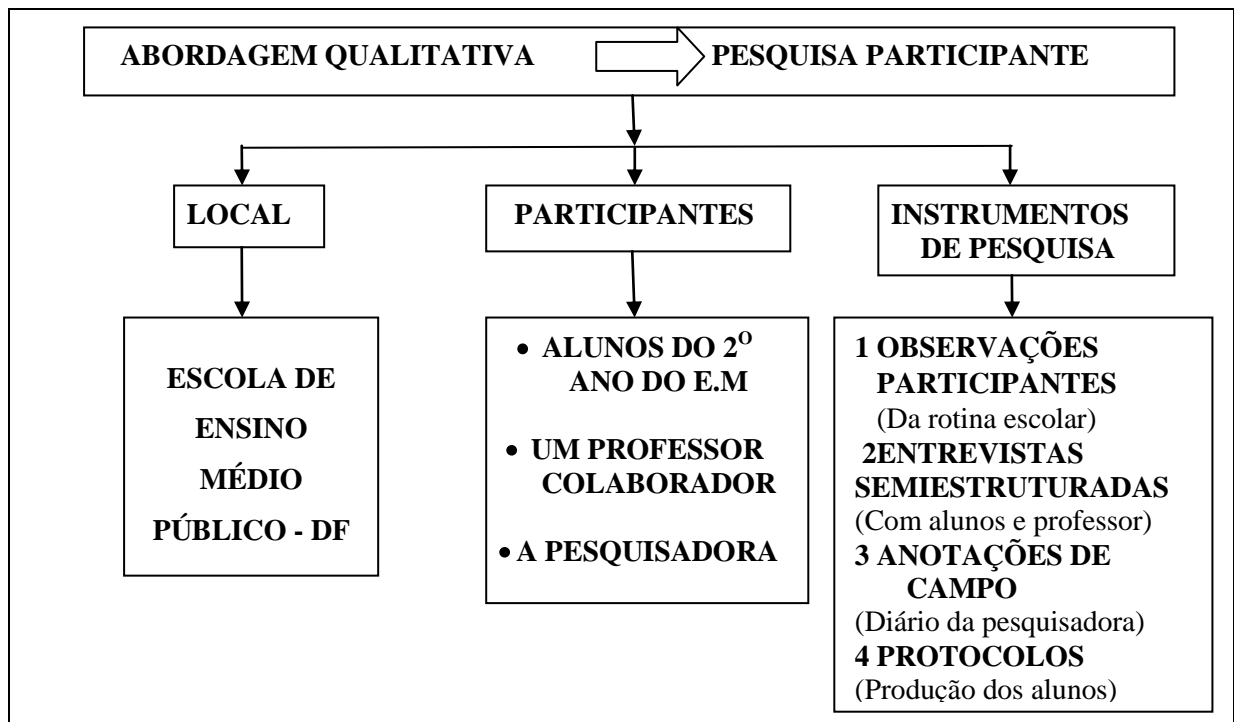 ABORDAGEM QUALITATIVA PESQUISA PARTICIPANTE
LOCAL
PARTICIPANTES
INSTRUMENTOS
DE PESQUISA
ESCOLA DE
ENSINO
MÉDIO
PÚBLICO - DF
• ALUNOS DO 2º
ANO DO E.M
• UM PROFESSOR
COLABORADOR
• A PESQUISADORA
1 OBSERVAÇÕES
PARTICIPANTES
(Da rotina escolar)
2ENTREVISTAS
SEMIESTRUTURADAS
(Com alunos e professor)
3 ANOTAÇÕES DE
CAMPO
(Diário da pesquisadora)
4 PROTOCOLOS
(Produção dos alunos)